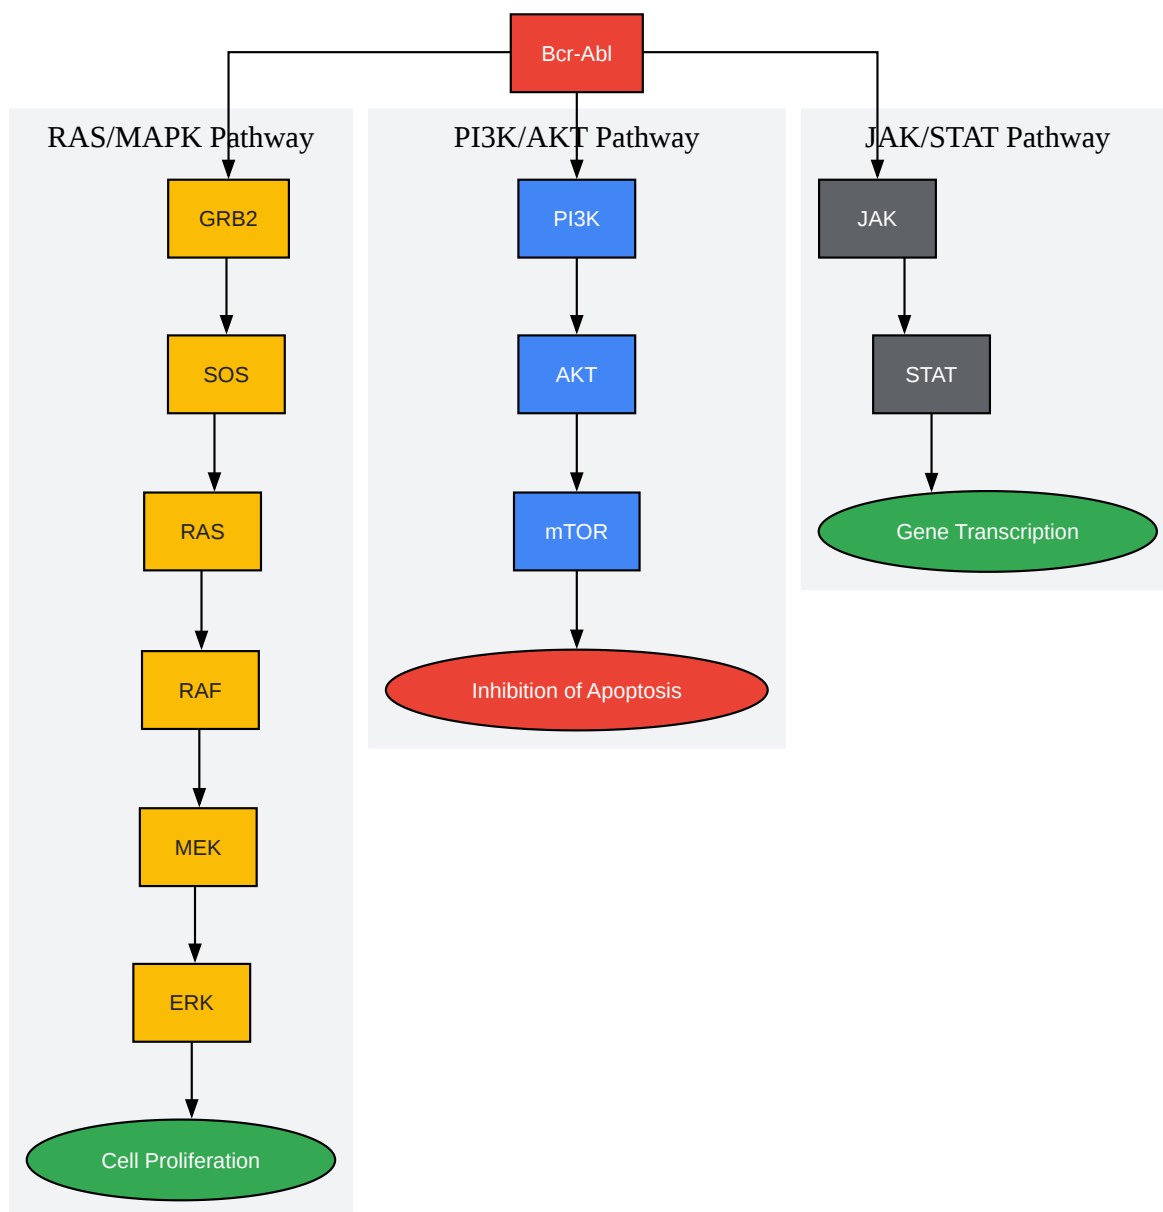 Bcr-Abl
RAS/MAPK Pathway
GRB2
SOS
RAS
RAF
MEK
ERK
Cell Proliferation
PI3K/AKT Pathway
PI3K
AKT
mTOR
Inhibition of Apoptosis
JAK/STAT Pathway
JAK
STAT
Gene Transcription